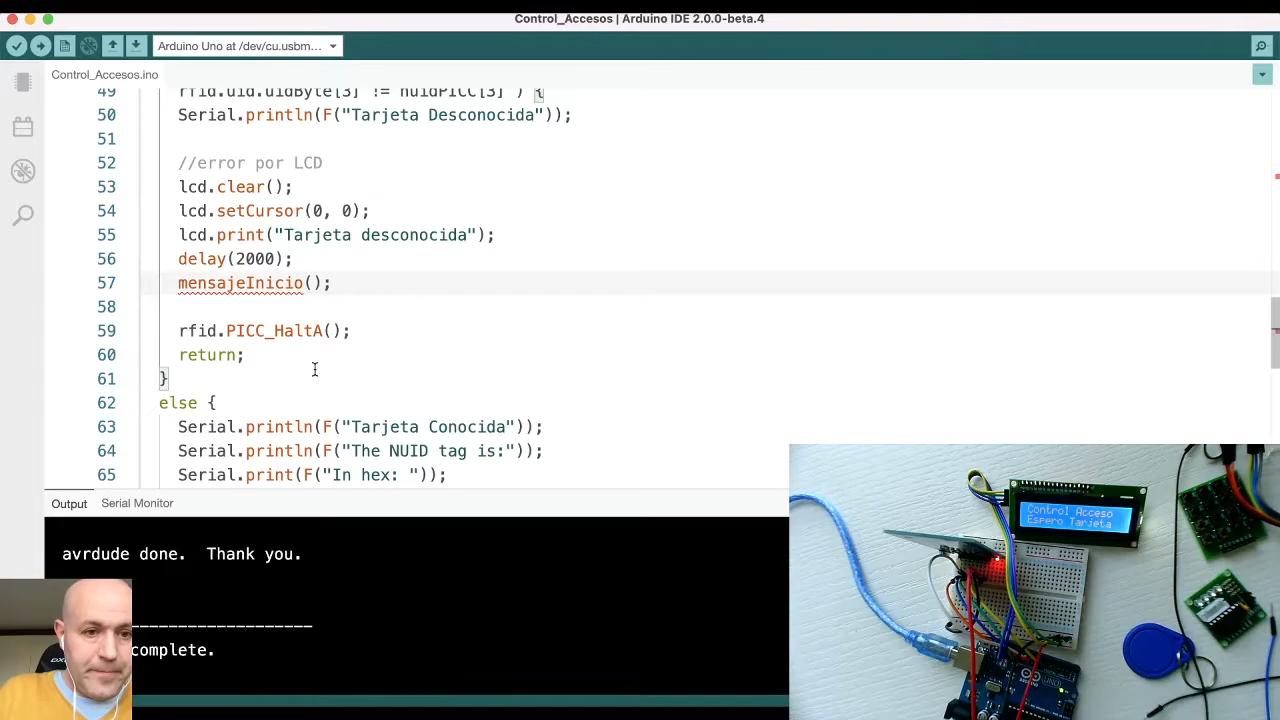 Control_Accesos | Arduino IDE 2.0.0-beta.4
Arduino Uno at /dev/cu.usbm...
Control_Accesos.ino
49 rfid.uid.uidByte[3] != nuidPICC[3] ) {
50 Serial.println(F("Tarjeta Desconocida"));
51
52 //error por LCD
53 lcd.clear();
54 lcd.setCursor(0, 0);
55 lcd.print("Tarjeta desconocida");
56 delay(2000);
57 mensajeInicio();
58
59 rfid.PICC_HaltA();
60 return;
61 }
62 else {
63 Serial.println(F("Tarjeta Conocida"));
64 Serial.println(F("The NUID tag is:"));
65 Serial.print(F("In hex: "));
Output Serial Monitor
avrdude done. Thank you.
--------------------
complete.
Control Acceso
Espero Tarjeta